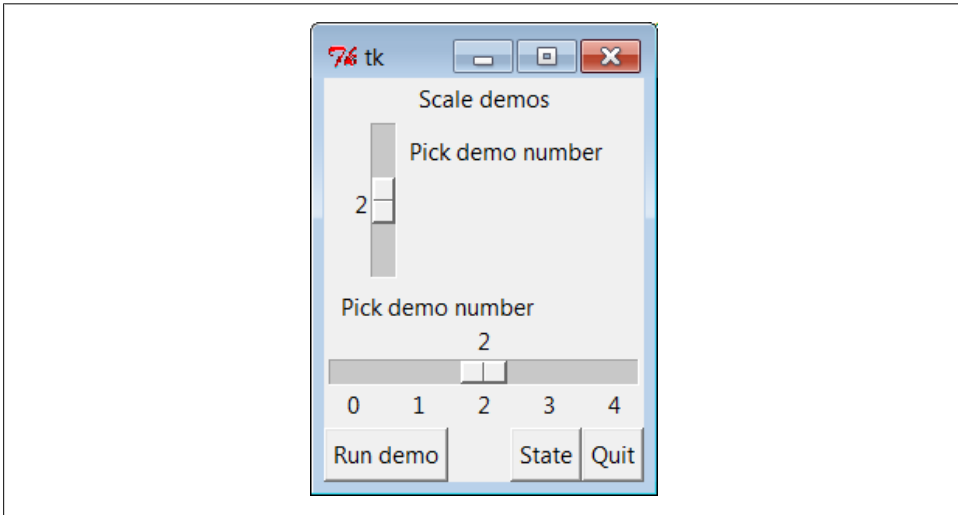 tk
Scale demos
Pick demo number
2
Pick demo number
2
0 1 2 3 4
Run demo State Quit